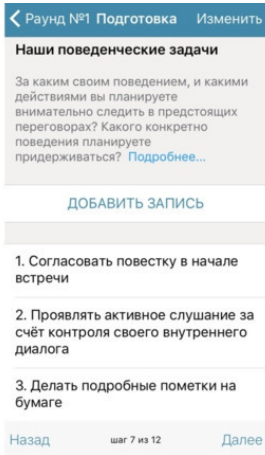 Раунд №1 Подготовка Изменить
Наши поведенческие задачи
За каким своим поведением, и какими
действиями вы планируете
внимательно следить в предстоящих
переговорах? Какого конкретно
поведения планируете
придерживаться? Подробнее...
ДОБАВИТЬ ЗАПИСЬ
1. Согласовать повестку в начале
встречи
2. Проявлять активное слушание за
счёт контроля своего внутреннего
диалога
3. Делать подробные пометки на
бумаге
Назад шаг 7 из 12 Далее